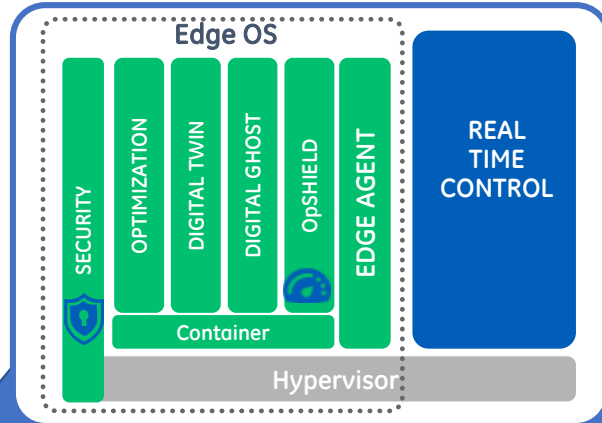 Edge OS
SECURITY
OPTIMIZATION
DIGITAL TWIN
DIGITAL GHOST
OpSHIELD
EDGE AGENT
REAL
TIME
CONTROL
Container
Hypervisor